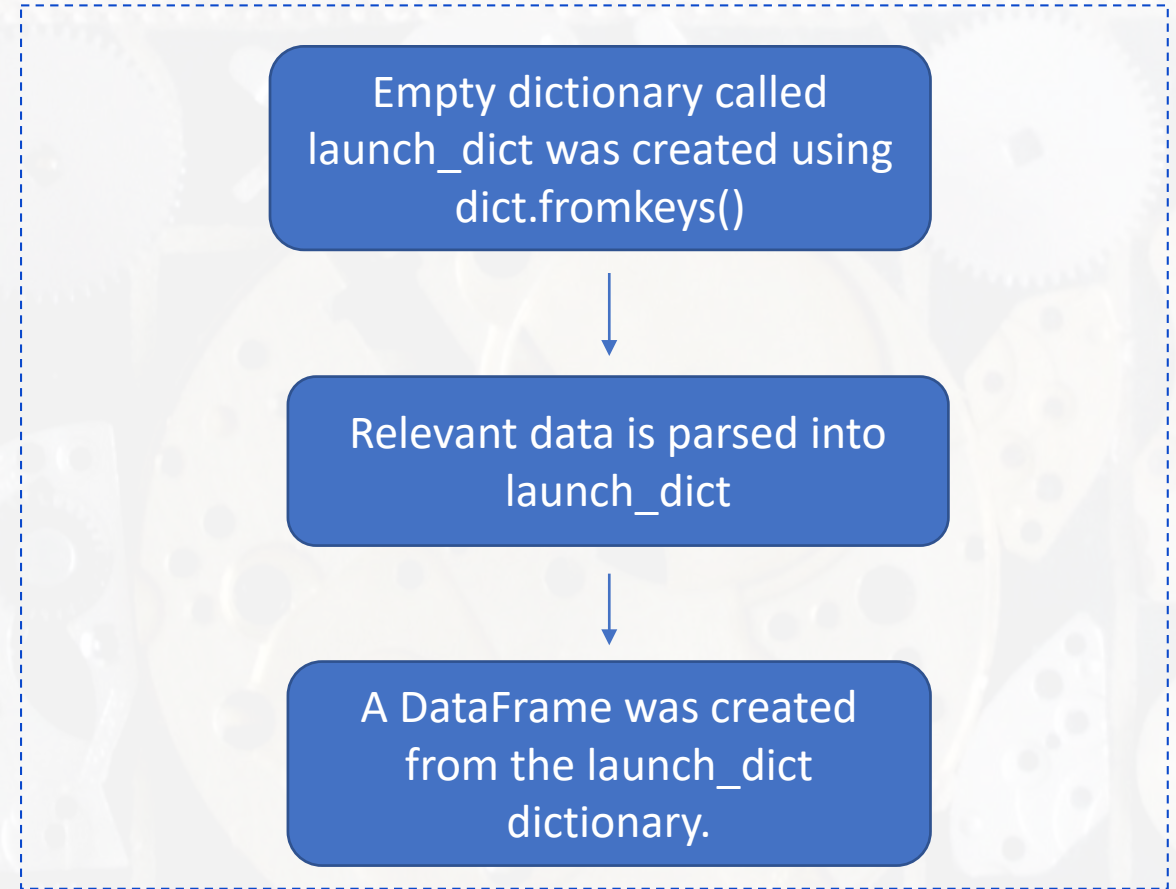 Empty dictionary called
launch_dict was created using
dict.fromkeys()
Relevant data is parsed into
launch_dict
A DataFrame was created
from the launch_dict
dictionary.